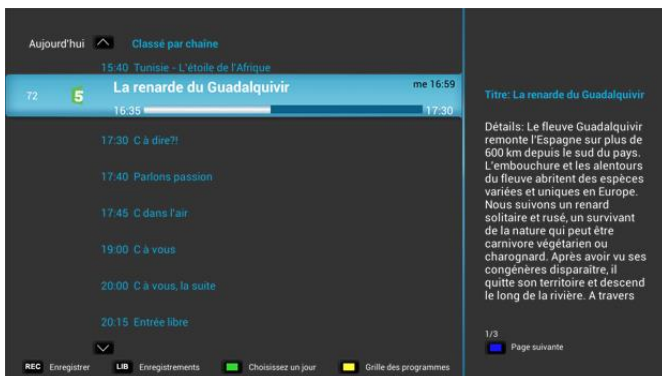 Aujourd'hui
Classé par chaîne
15:40 Tunisie - L'étoile de l'Afrique
72 5 La renarde du Guadalquivir me 16:59
16:35 17:30
17:30 C à dire?!
17:40 Parlons passion
17:45 C dans l'air
19:00 C à vous
20:00 C à vous, la suite
20:15 Entrée libre
REC Enregistrer LIB Enregistrements Choisissez un jour Grille des programmes
Titre: La renarde du Guadalquivir
Détails: Le fleuve Guadalquivir
remonte l'Espagne sur plus de
600 km depuis le sud du pays.
L'embouchure et les alentours
du fleuve abritent des espèces
variées et uniques en Europe.
Nous suivons un renard
solitaire et rusé, un survivant
de la nature qui peut être
carnivore végétarien ou
charognard. Après avoir vu ses
congénères disparaître, il
quitte son territoire et descend
le long de la rivière. A travers
1/3
Page suivante